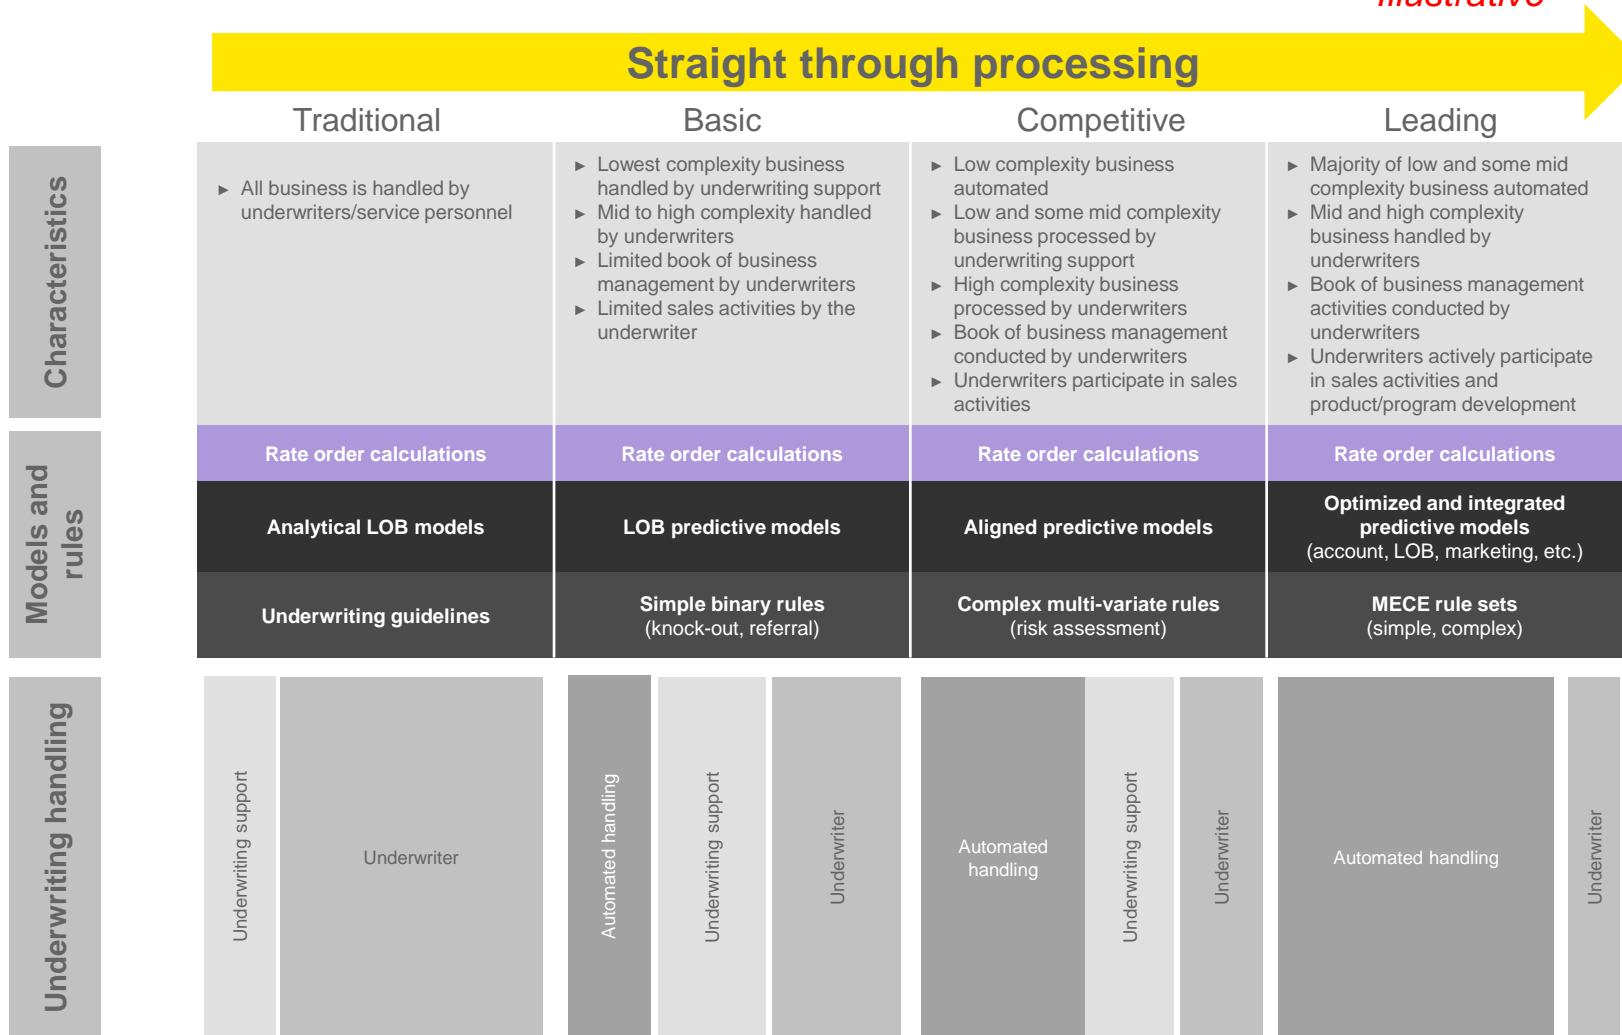 Illustrative
Straight through processing
Traditional
Basic
Competitive
Leading
Characteristics
► All business is handled by
underwriters/service personnel
► Lowest complexity business
handled by underwriting support
► Mid to high complexity handled
by underwriters
► Limited book of business
management by underwriters
► Limited sales activities by the
underwriter
► Low complexity business
automated
► Low and some mid complexity
business processed by
underwriting support
► High complexity business
processed by underwriters
► Book of business management
conducted by underwriters
► Underwriters participate in sales
activities
► Majority of low and some mid
complexity business automated
► Mid and high complexity
business handled by
underwriters
► Book of business management
activities conducted by
underwriters
► Underwriters actively participate
in sales activities and
product/program development
Models and
rules
Rate order calculations
Rate order calculations
Rate order calculations
Rate order calculations
Analytical LOB models
LOB predictive models
Aligned predictive models
Optimized and integrated
predictive models
(account, LOB, marketing, etc.)
Underwriting guidelines
Simple binary rules
(knock-out, referral)
Complex multi-variate rules
(risk assessment)
MECE rule sets
(simple, complex)
Underwriting handling
Underwriting support
Underwriter
Automated handling
Underwriting support
Underwriter
Automated
handling
Underwriting support
Underwriter
Automated handling
Underwriter